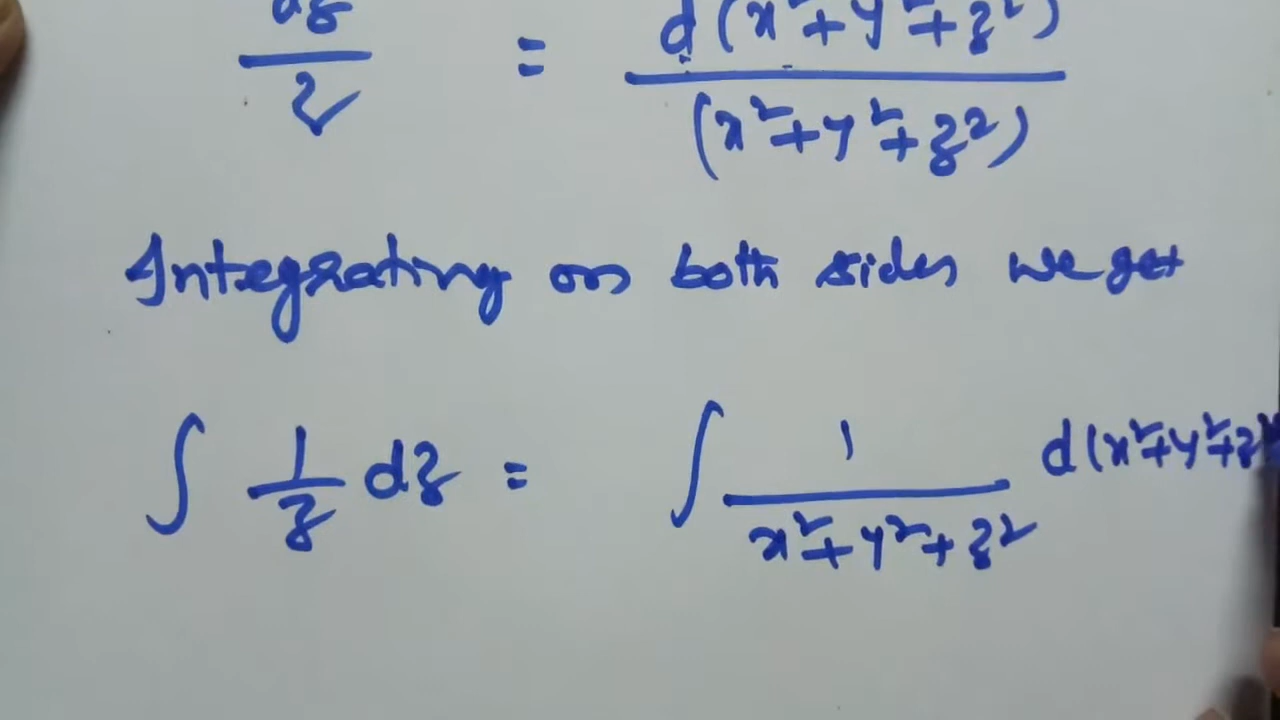 dz/z = d(x²+y²+z²)/(x²+y²+z²)
Integrating on both sides we get
∫ 1/z dz = ∫ 1/(x²+y²+z²) d(x²+y²+z²